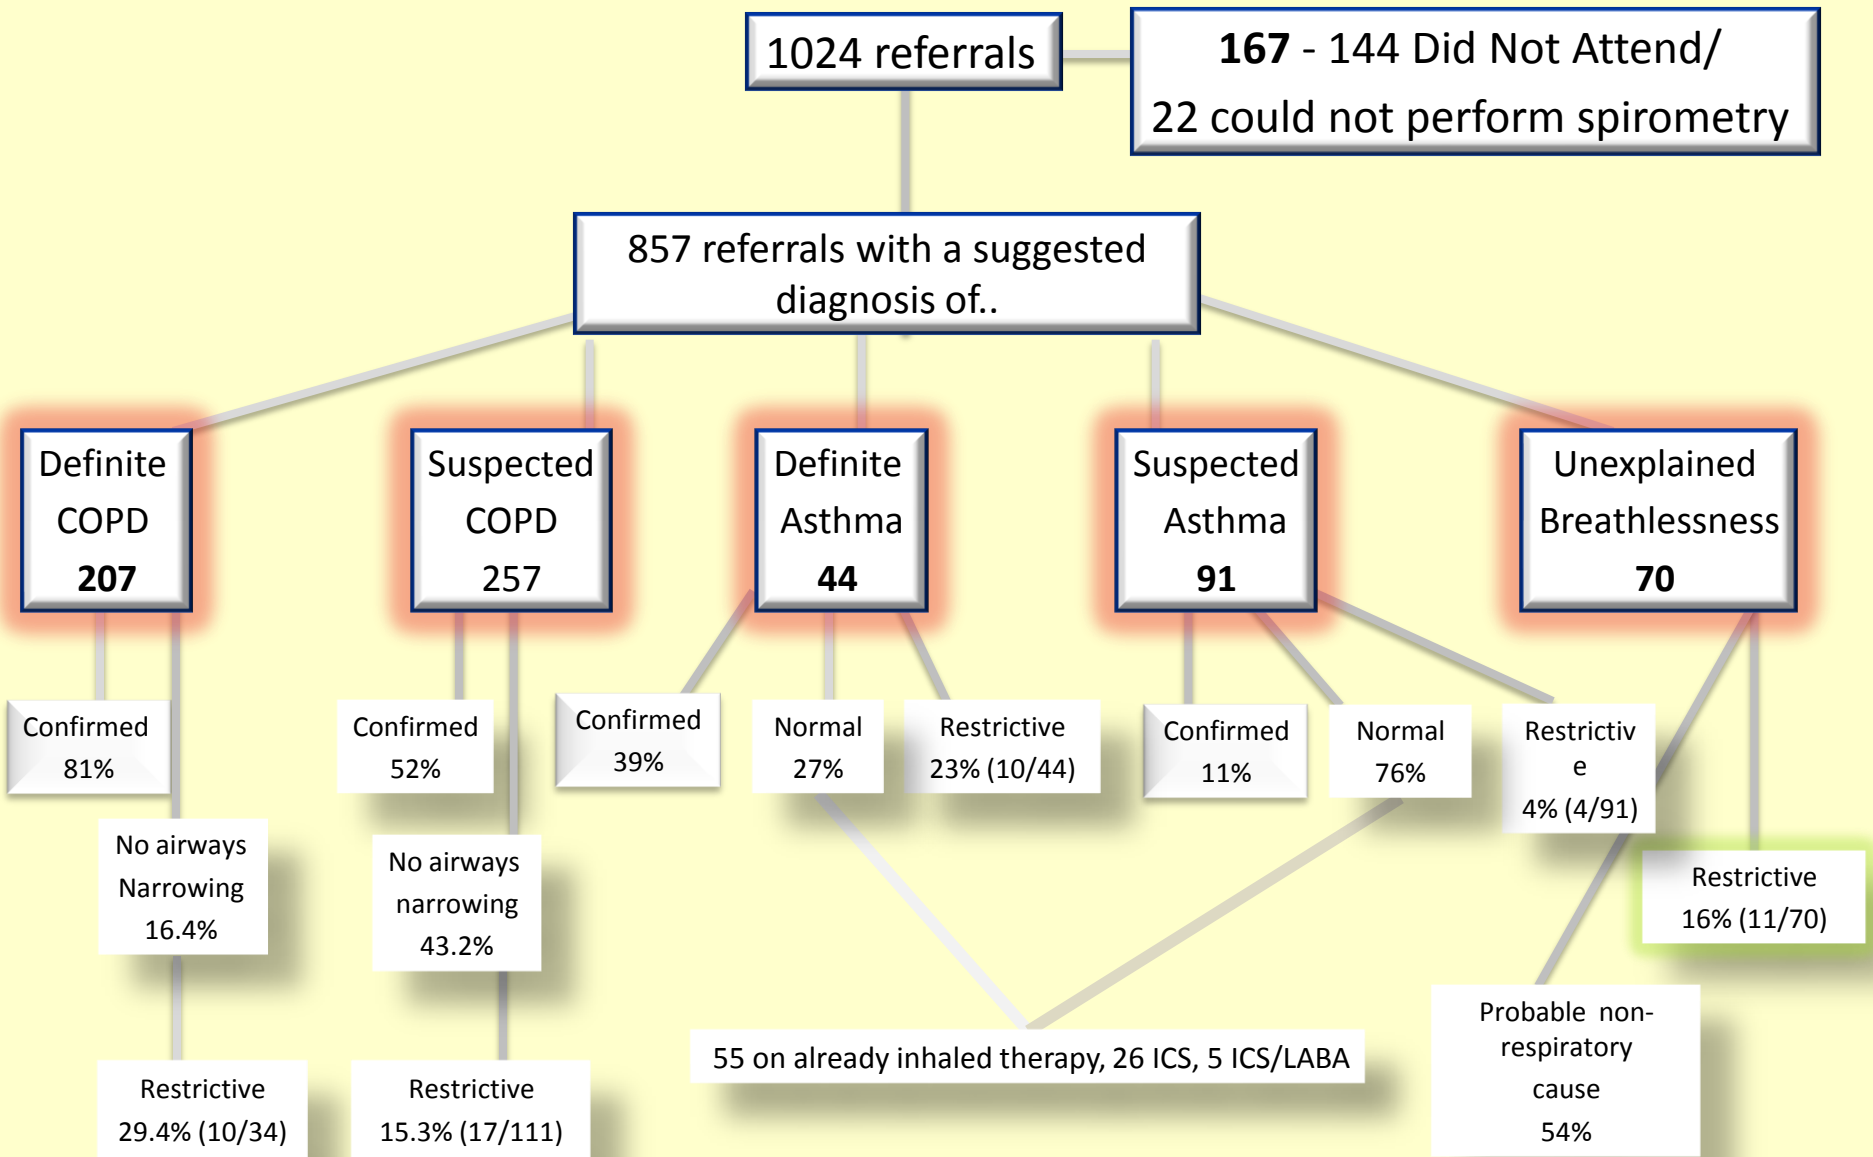 1024 referrals
167 - 144 Did Not Attend/
22 could not perform spirometry
857 referrals with a suggested
diagnosis of..
Definite
COPD
207
Suspected
COPD
257
Definite
Asthma
44
Suspected
Asthma
91
Unexplained
Breathlessness
70
Confirmed
81%
No airways
Narrowing
16.4%
Restrictive
29.4% (10/34)
Confirmed
52%
No airways
narrowing
43.2%
Restrictive
15.3% (17/111)
Confirmed
39%
Normal
27%
Restrictive
23% (10/44)
Confirmed
11%
Normal
76%
Restrictiv
e
4% (4/91)
55 on already inhaled therapy, 26 ICS, 5 ICS/LABA
Restrictive
16% (11/70)
Probable non-
respiratory
cause
54%